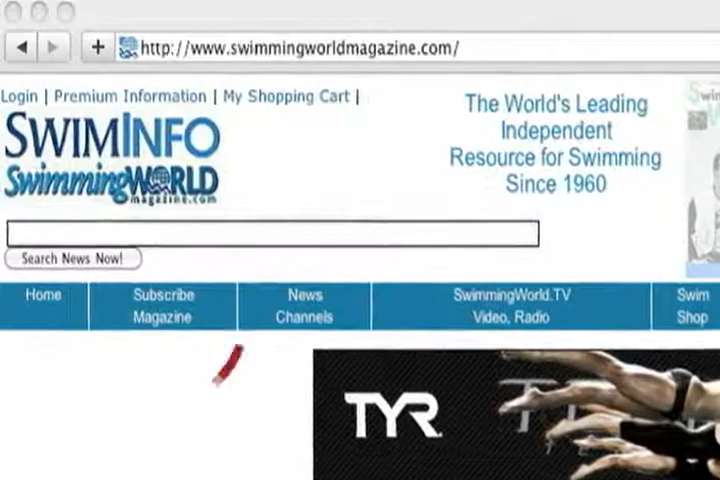 http://www.swimmingworldmagazine.com/
Login | Premium Information | My Shopping Cart |
SWIMINFO
SwimmingWORLD
magazine.com
The World's Leading
Independent
Resource for Swimming
Since 1960
Search News Now!
Home
Subscribe
Magazine
News
Channels
SwimmingWorld.TV
Video, Radio
Swim
Shop
TYR